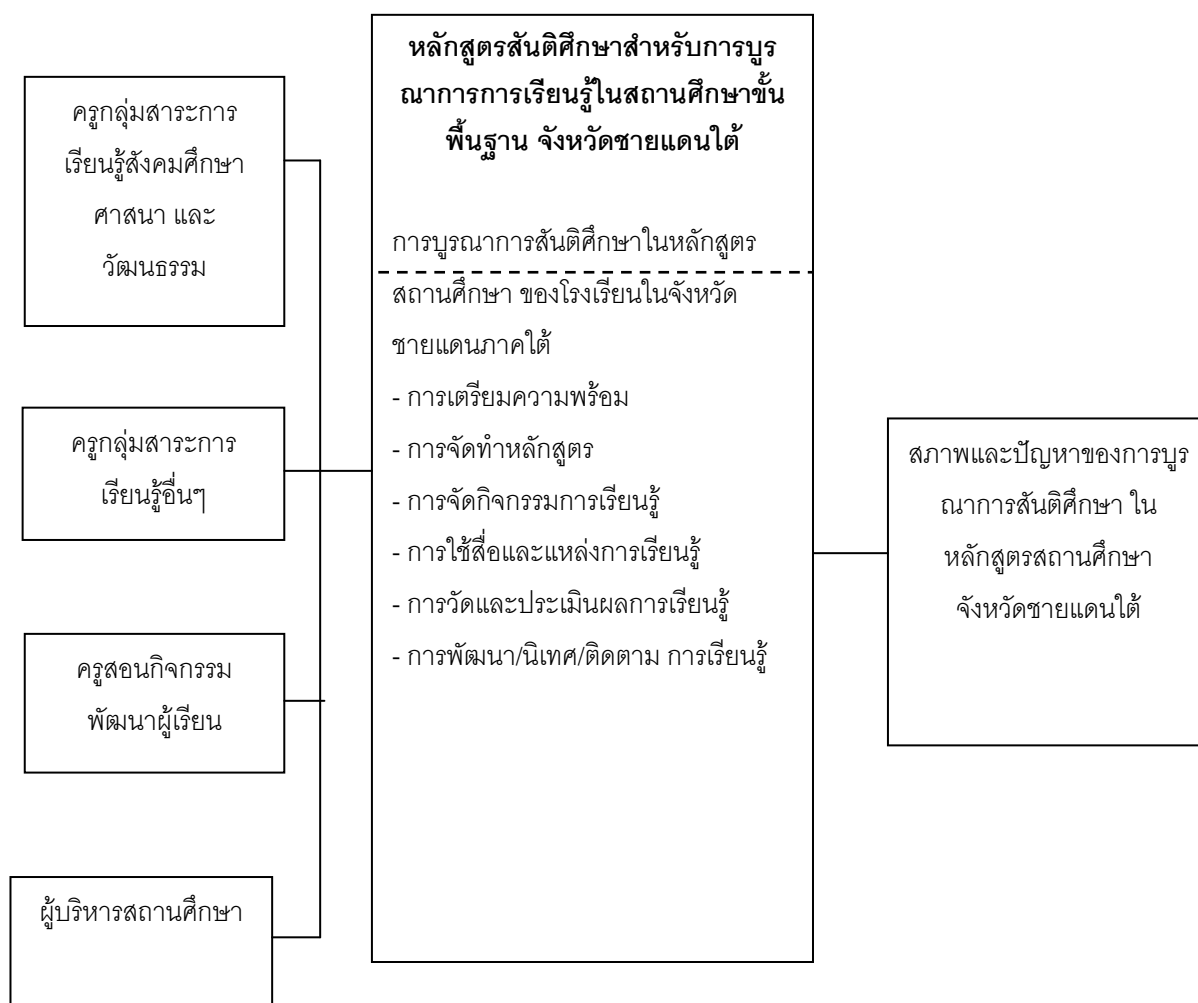 ครูกลุ่มสาระการ
เรียนรู้สังคมศึกษา
ศาสนา และ
วัฒนธรรม
ครูกลุ่มสาระการ
เรียนรู้อื่นๆ
ครูสอนกิจกรรม
พัฒนาผู้เรียน
ผู้บริหารสถานศึกษา
หลักสูตรสันติศึกษาสำหรับการบูร
ณาการการเรียนรู้ในสถานศึกษาขั้น
พื้นฐาน จังหวัดชายแดนใต้
การบูรณาการสันติศึกษาในหลักสูตร
สถานศึกษา ของโรงเรียนในจังหวัด
ชายแดนภาคใต้
- การเตรียมความพร้อม
- การจัดทำหลักสูตร
- การจัดกิจกรรมการเรียนรู้
- การใช้สื่อและแหล่งการเรียนรู้
- การวัดและประเมินผลการเรียนรู้
- การพัฒนา/นิเทศ/ติดตาม การเรียนรู้
สภาพและปัญหาของการบูร
ณาการสันติศึกษา ใน
หลักสูตรสถานศึกษา
จังหวัดชายแดนใต้